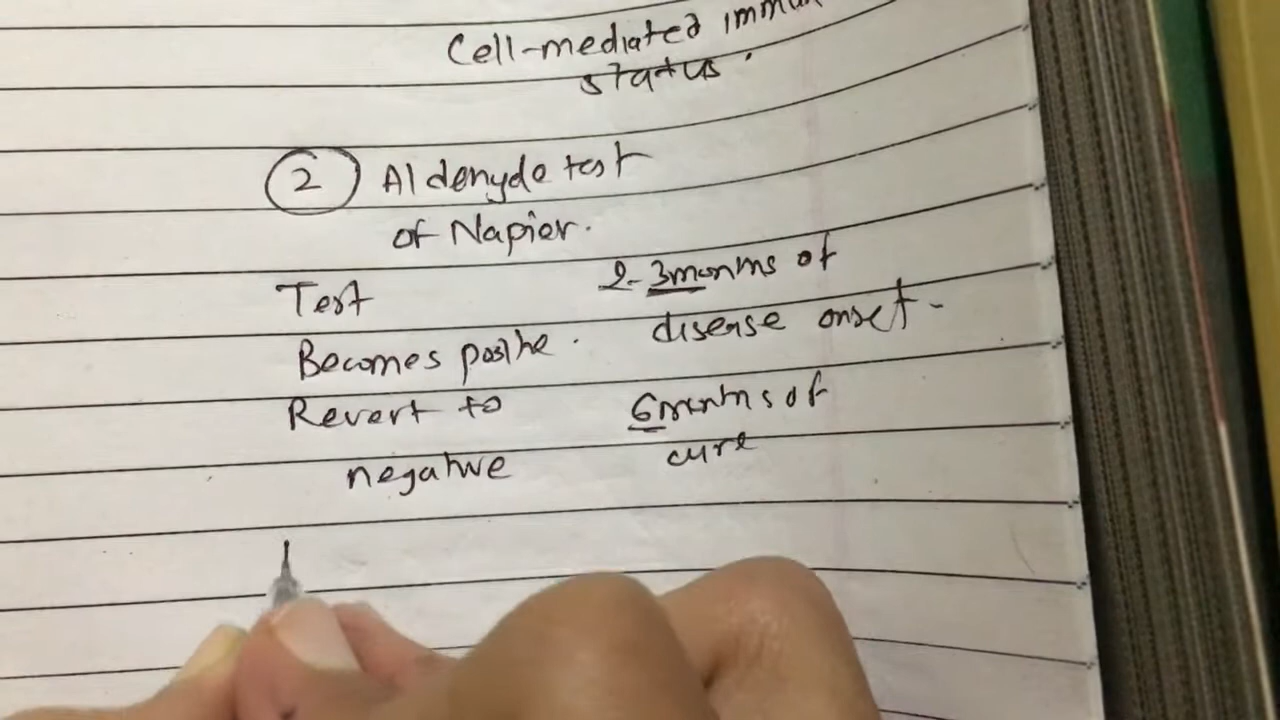 Cell-mediated immun
status.
2 Aldehyde test
of Napier.
Test
Becomes positive.
2-3 months of
disease onset.
Revert to
negative
6 months of
cure